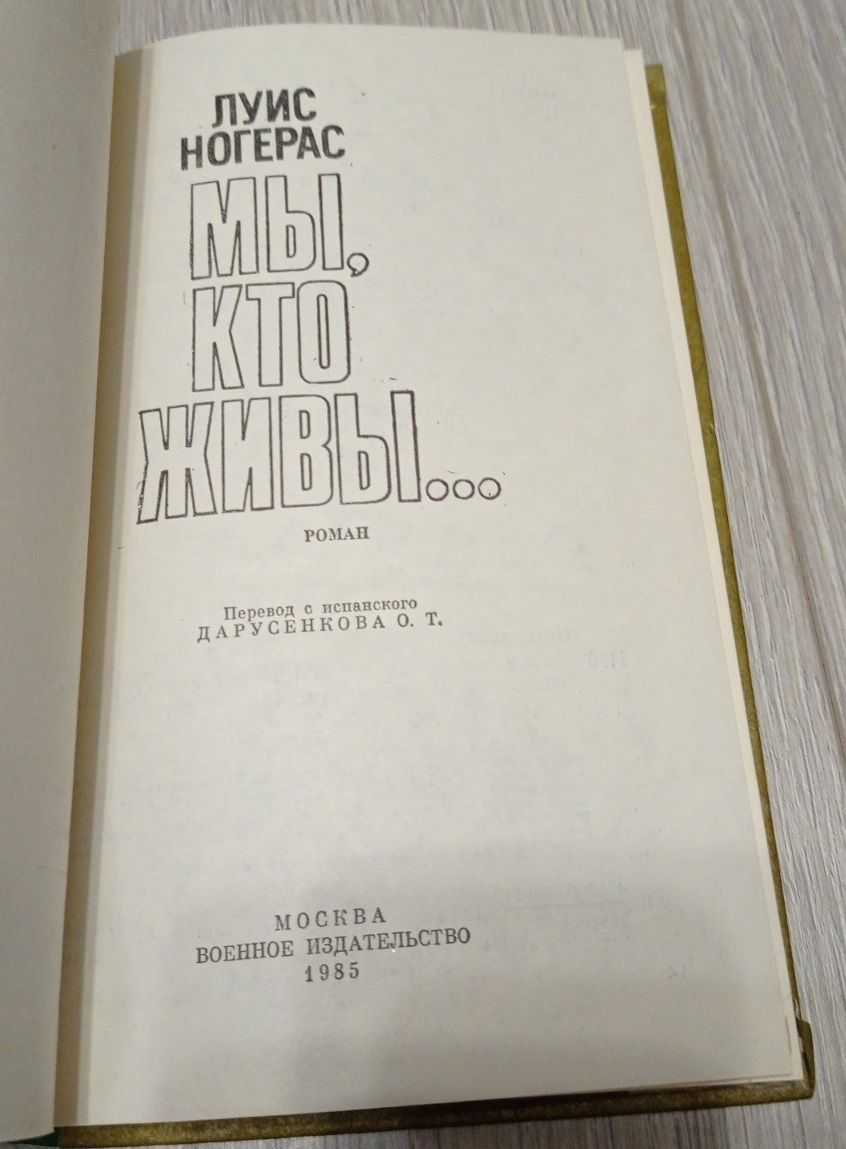 ЛУИС
НОГЕРАС
МЫ,
КТО
ЖИВЫ...
РОМАН
Перевод с испанского
ДАРУСЕНКОВА О. Т.
МОСКВА
ВОЕННОЕ ИЗДАТЕЛЬСТВО
1985